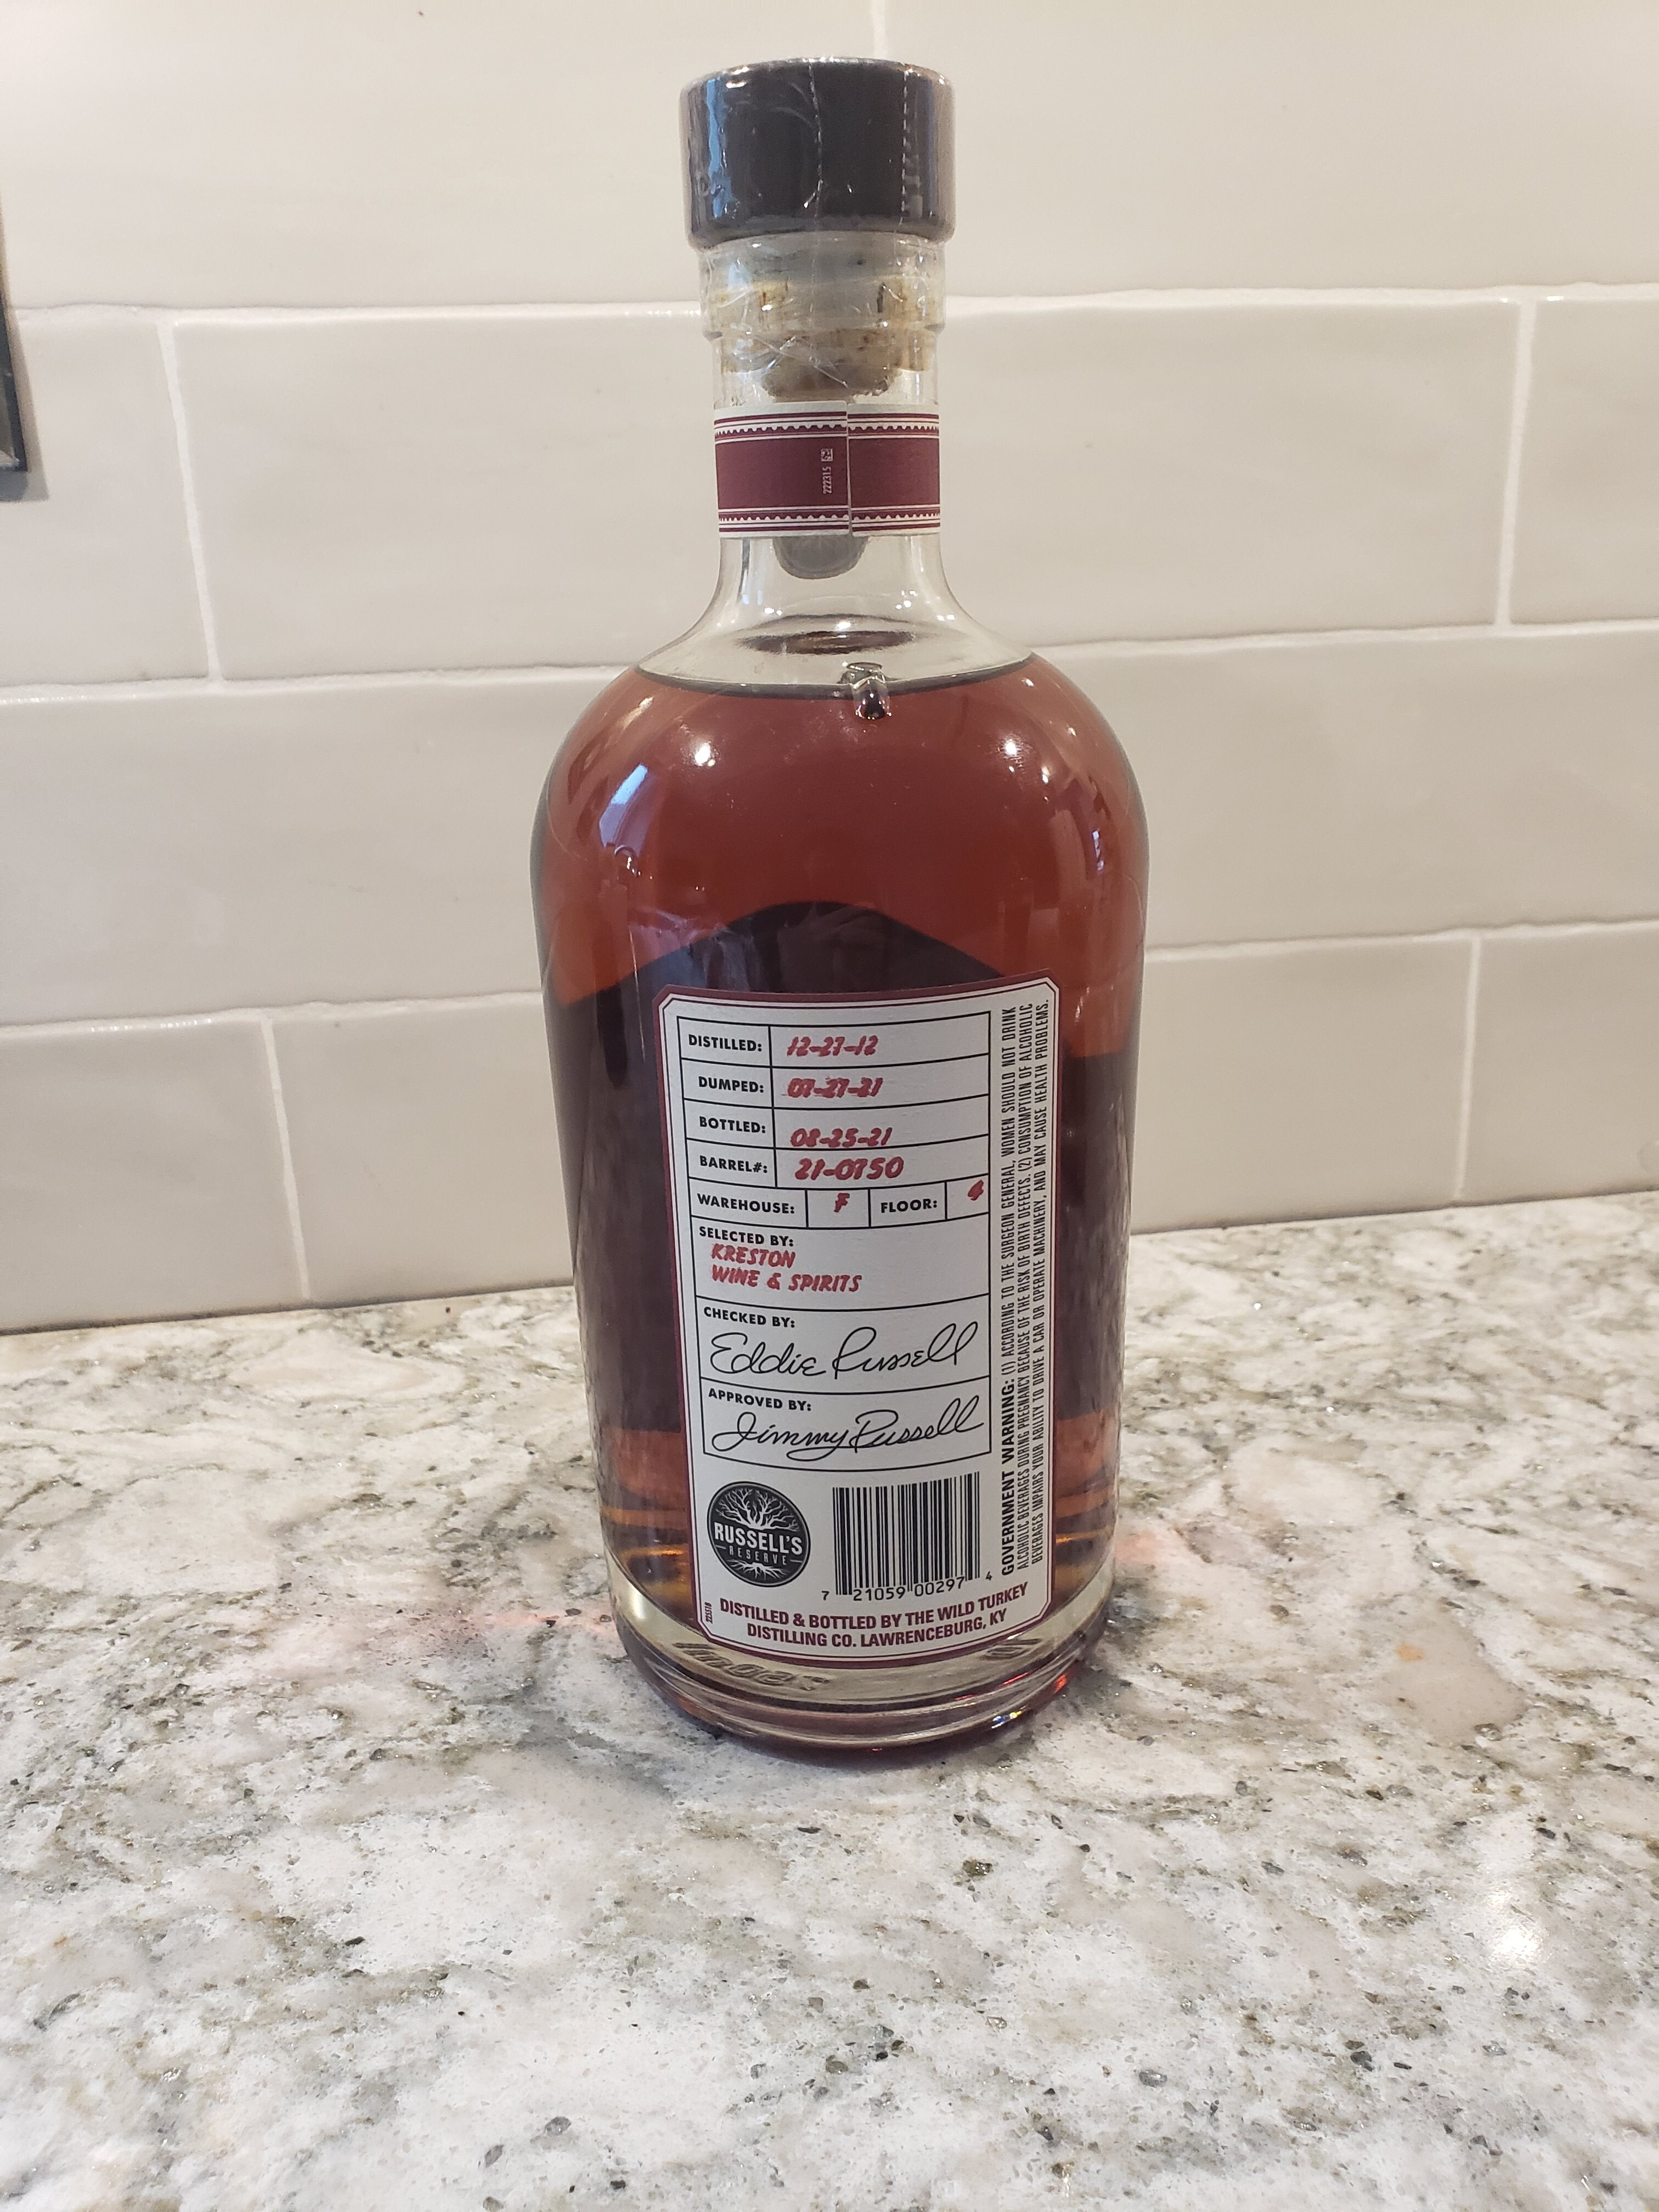 222315
DISTILLED: 12-27-12
DUMPED: 07-27-21
BOTTLED: 08-25-21
BARREL#: 21-0750
WAREHOUSE: F FLOOR: 4
SELECTED BY:
KRESTON
WINE & SPIRITS
CHECKED BY:
Eddie Russell
APPROVED BY:
Jimmy Russell
RUSSELL'S
RESERVE
7 21059 00297 4
DISTILLED & BOTTLED BY THE WILD TURKEY
DISTILLING CO. LAWRENCEBURG, KY
GOVERNMENT WARNING: (1) ACCORDING TO THE SURGEON GENERAL, WOMEN SHOULD NOT DRINK
ALCOHOLIC BEVERAGES DURING PREGNANCY BECAUSE OF THE RISK OF BIRTH DEFECTS. (2) CONSUMPTION OF ALCOHOLIC
BEVERAGES IMPAIRS YOUR ABILITY TO DRIVE A CAR OR OPERATE MACHINERY, AND MAY CAUSE HEALTH PROBLEMS.